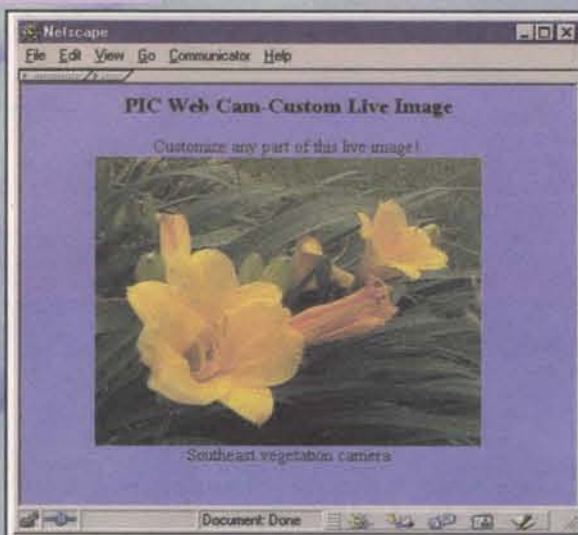 Netscape
File Edit View Go Communicator Help
PIC Web Cam-Custom Live Image
Customize any part of this live image!
Southeast vegetation camera
Document: Done